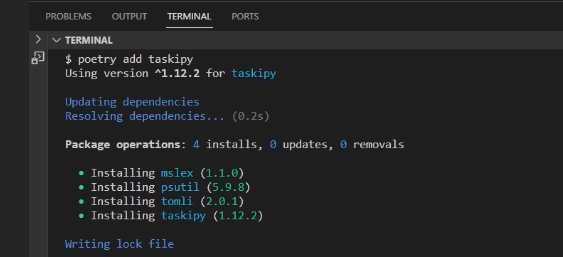 PROBLEMS OUTPUT TERMINAL PORTS
TERMINAL
$ poetry add taskipy
Using version ^1.12.2 for taskipy
Updating dependencies
Resolving dependencies... (0.2s)
Package operations: 4 installs, 0 updates, 0 removals
• Installing mslex (1.1.0)
• Installing psutil (5.9.8)
• Installing tomli (2.0.1)
• Installing taskipy (1.12.2)
Writing lock file